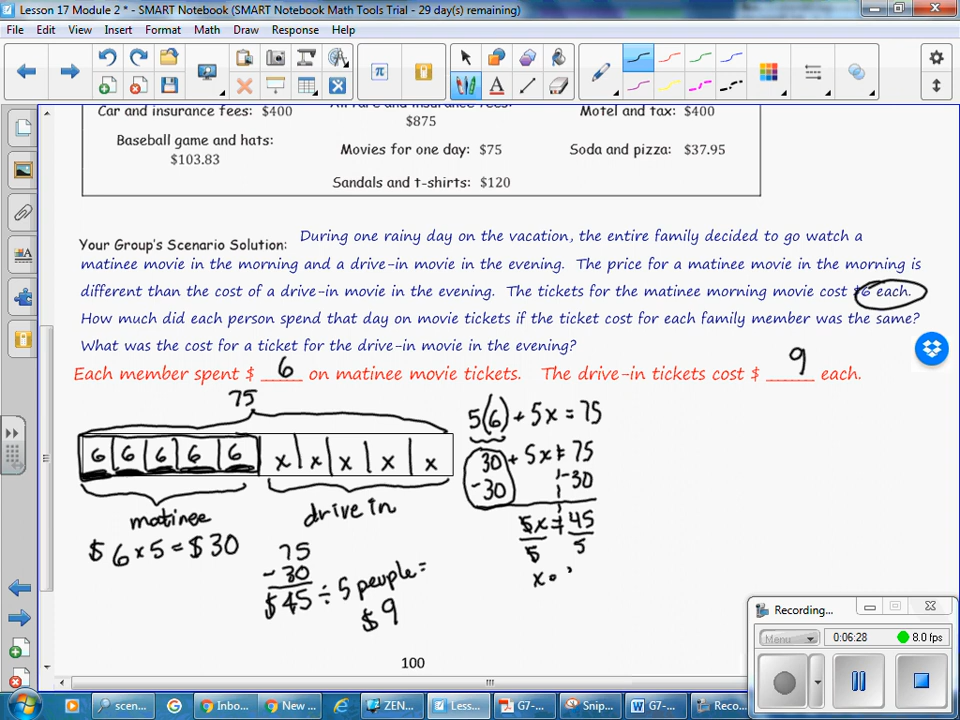 Lesson 17 Module 2 * - SMART Notebook (SMART Notebook Math Tools Trial - 29 day(s) remaining)
File Edit View Insert Format Math Draw Response Help
Car and insurance fees: $400
$875
Motel and tax: $400
Baseball game and hats:
$103.83
Movies for one day: $75
Soda and pizza: $37.95
Sandals and t-shirts: $120
Your Group's Scenario Solution: During one rainy day on the vacation, the entire family decided to go watch a
matinee movie in the morning and a drive-in movie in the evening. The price for a matinee movie in the morning is
different than the cost of a drive-in movie in the evening. The tickets for the matinee morning movie cost $6 each.
How much did each person spend that day on movie tickets if the ticket cost for each family member was the same?
What was the cost for a ticket for the drive-in movie in the evening?
Each member spent $ 6 on matinee movie tickets. The drive-in tickets cost $ 9 each.
75
6 6 6 6 6 x x x x x
matinee
drive in
$6 × 5 = $30
75
- 30
$45 ÷ 5 people =
$9
5(6) + 5x = 75
30 + 5x = 75
-30 -30
5x = 45
5 5
x
100
Recording...
Menu
0:06:28
8.0 fps
scen...
Inbo...
New ...
ZEN...
Less...
G7-...
Snip...
G7-...
Reco...